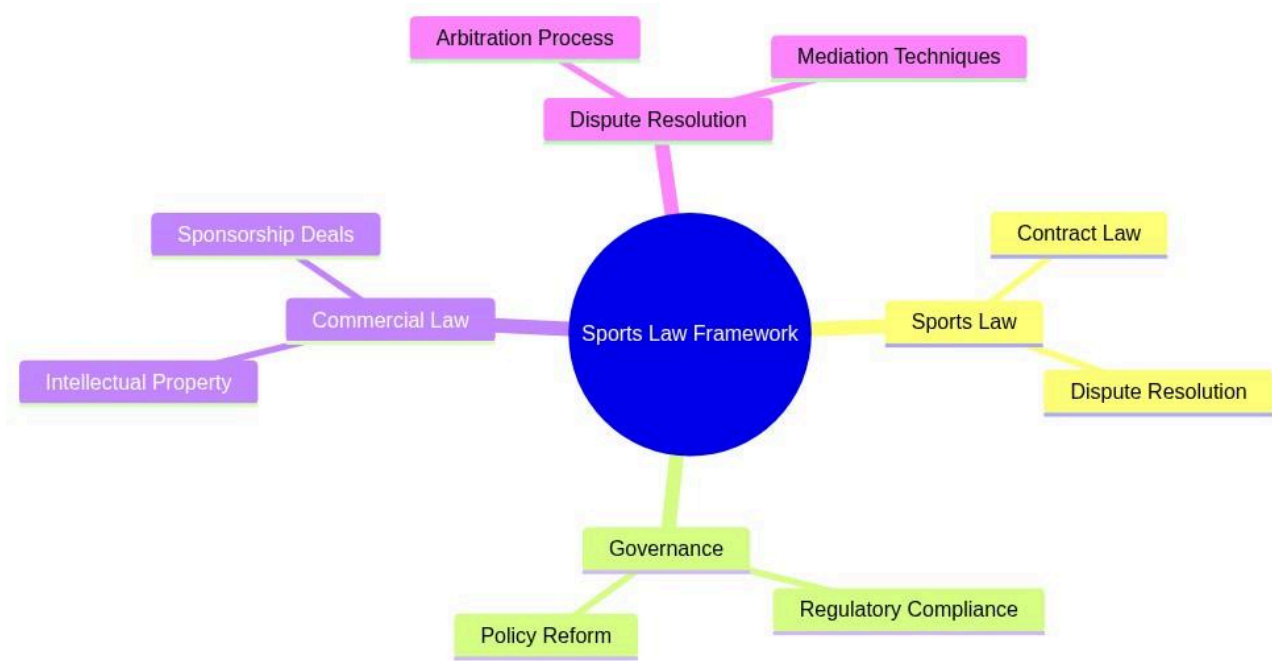 Arbitration Process
Mediation Techniques
Dispute Resolution
Sponsorship Deals
Contract Law
Commercial Law
Sports Law Framework
Sports Law
Intellectual Property
Dispute Resolution
Governance
Regulatory Compliance
Policy Reform